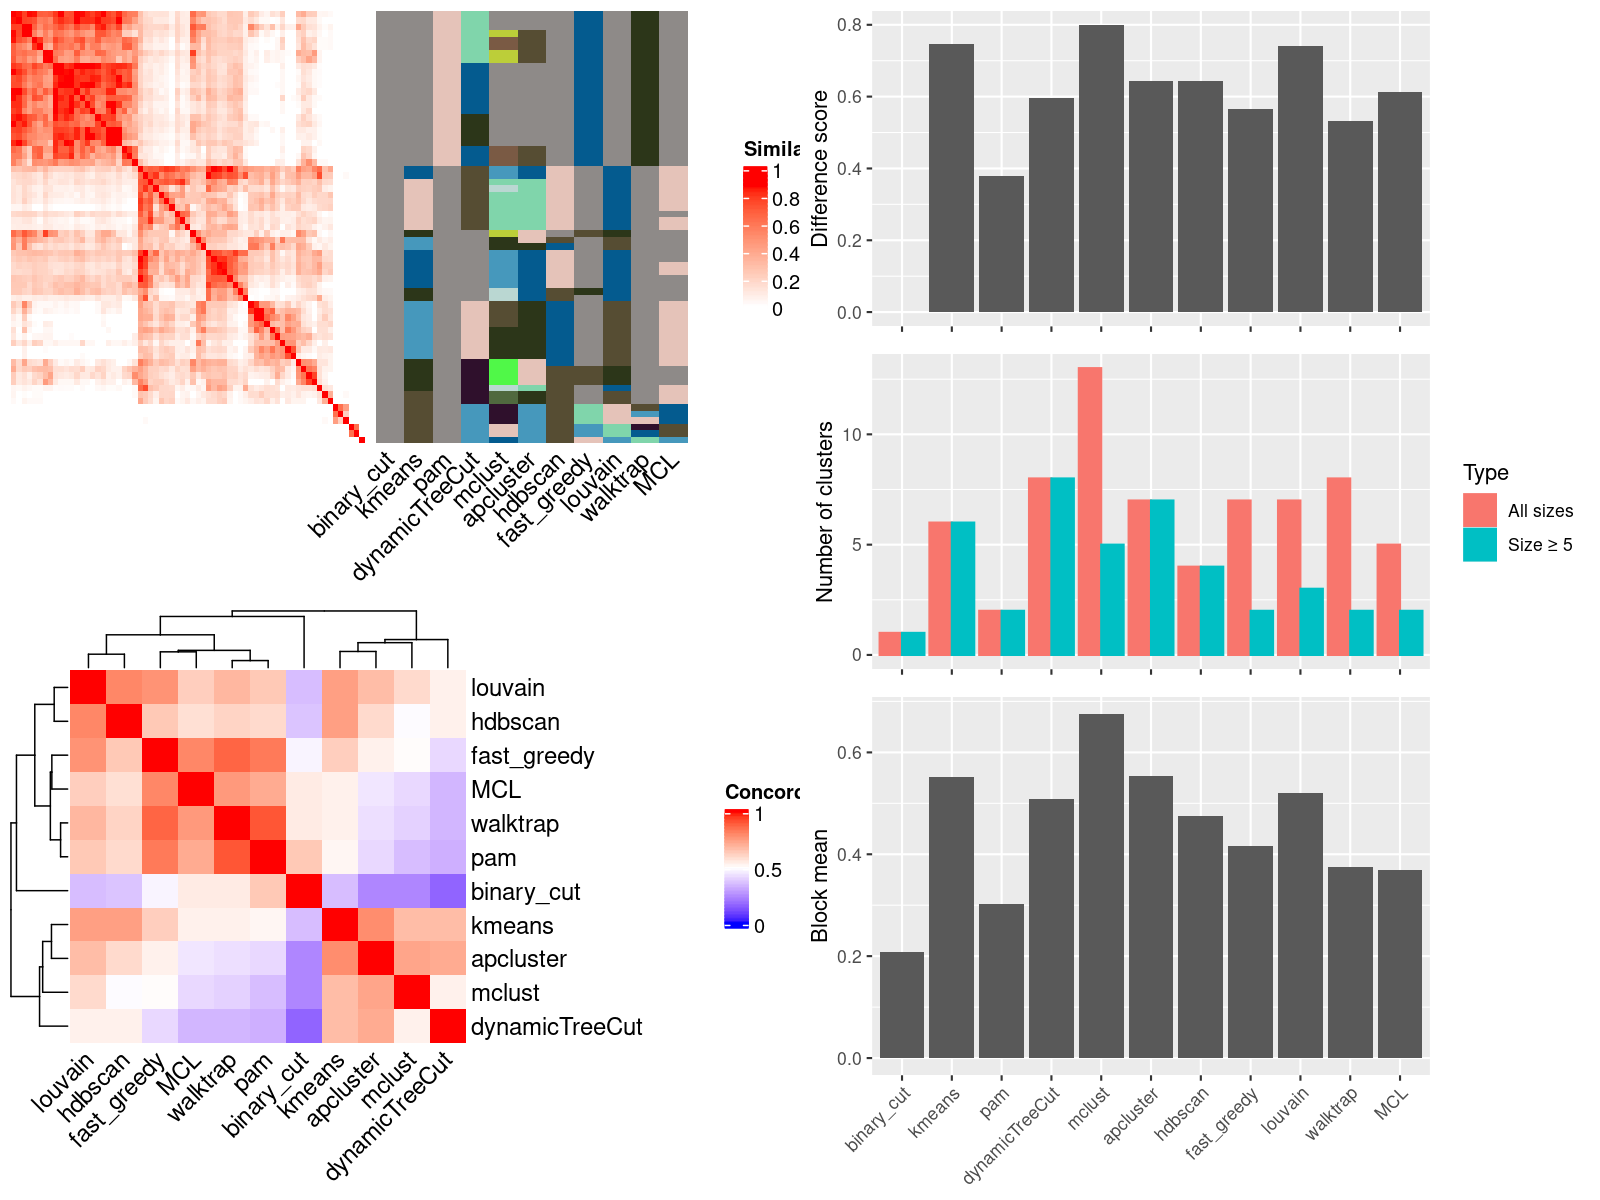 Simila
1
0.8
0.6
0.4
0.2
0
binary_cut
kmeans
pam
dynamicTreeCut
mclust
apcluster
hdbscan
fast_greedy
louvain
walktrap
MCL
louvain
hdbscan
fast_greedy
MCL
walktrap
pam
binary_cut
kmeans
apcluster
mclust
dynamicTreeCut
louvain
hdbscan
fast_greedy
MCL
walktrap
pam
binary_cut
kmeans
apcluster
mclust
dynamicTreeCut
Concord
1
0.5
0
Difference score
0.8
0.6
0.4
0.2
0.0
Number of clusters
10
5
0
Type
All sizes
Size ≥ 5
Block mean
0.6
0.4
0.2
0.0
binary_cut
kmeans
pam
dynamicTreeCut
mclust
apcluster
hdbscan
fast_greedy
louvain
walktrap
MCL